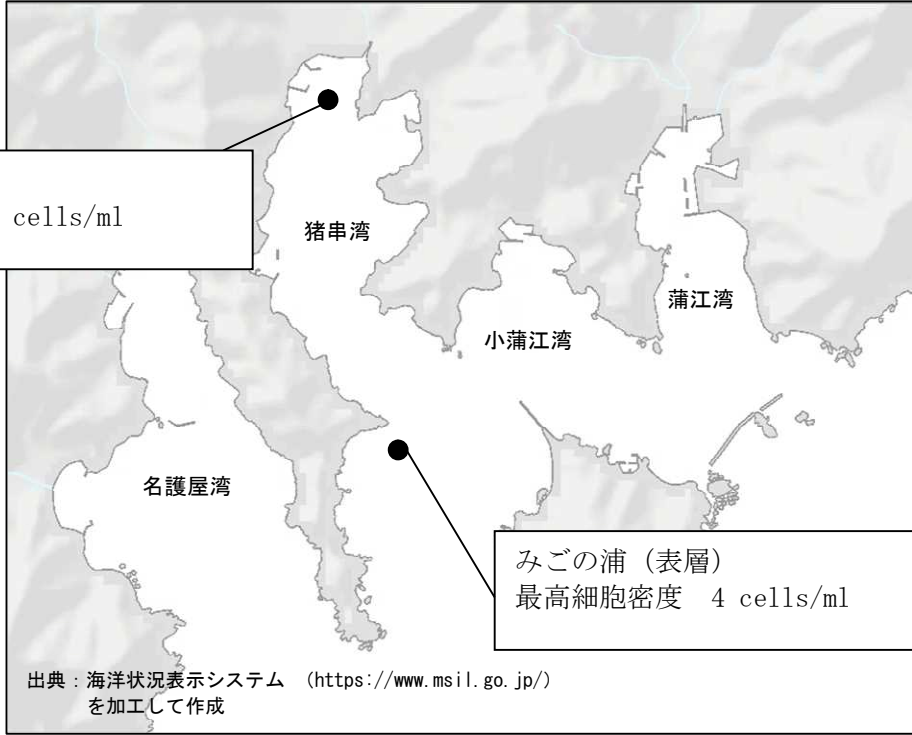 cells/ml
猪串湾
蒲江湾
小蒲江湾
名護屋湾
みごの浦（表層）
最高細胞密度　4 cells/ml
出典：海洋状況表示システム　（https://www.msil.go.jp/）
を加工して作成